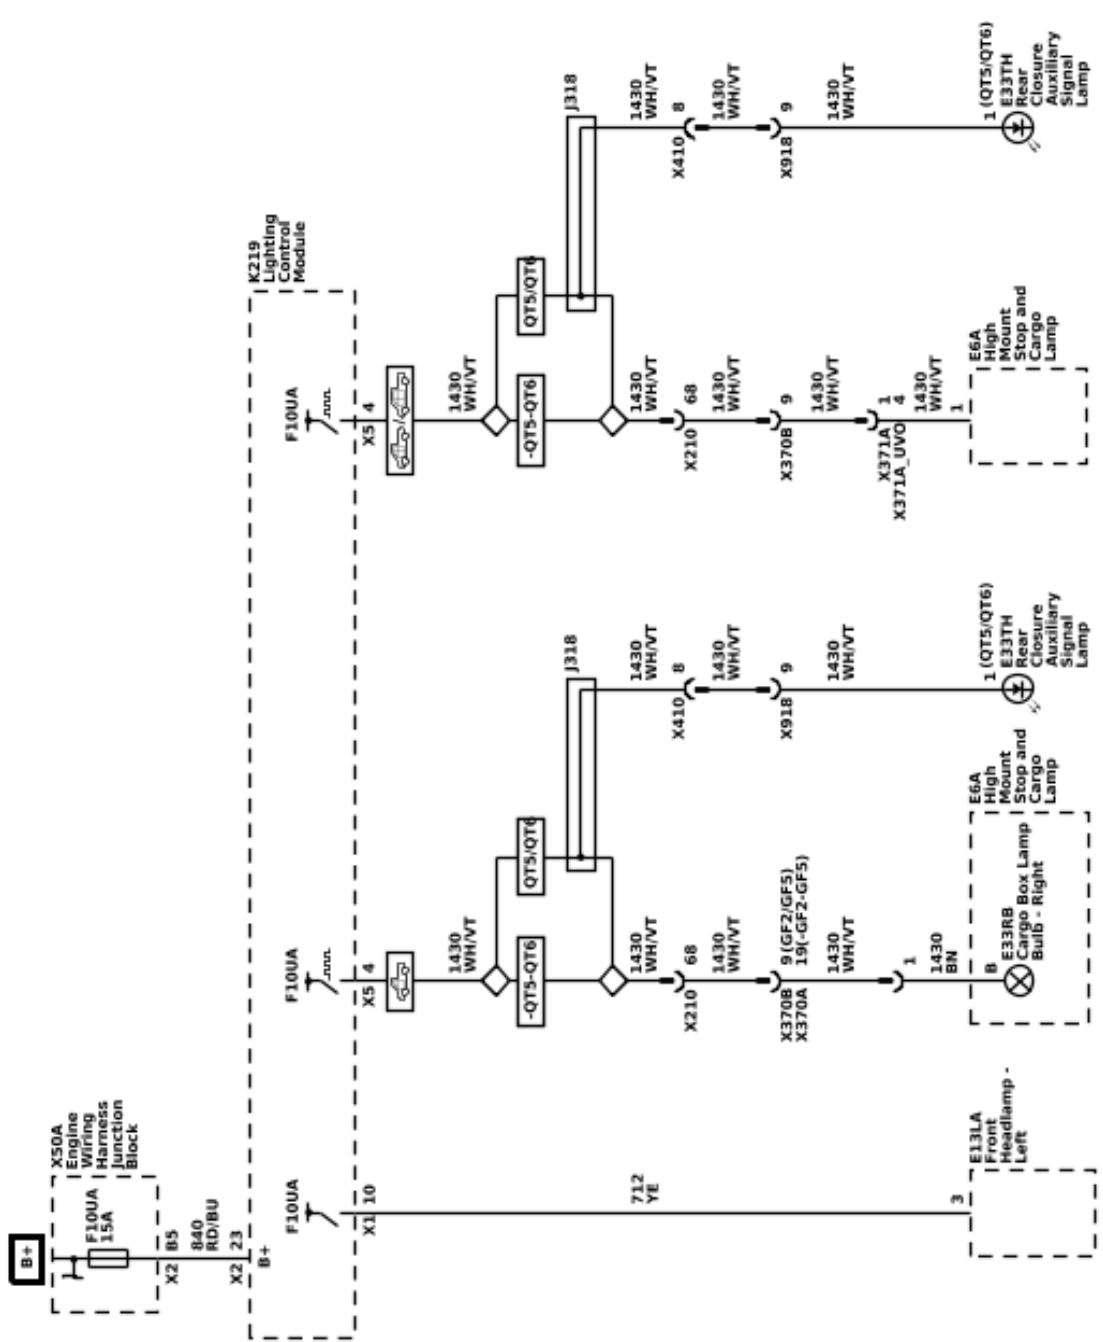 B+
X50A
Engine
Wiring
Harness
Junction
Block
F10UA
15A
X2 B5
840
RD/BU
X2 23
B+
K219
Lighting
Control
Module
F10UA
X1 10
712
YE
3
E13LA
Front
Headlamp -
Left
F10UA
X5 4
1430
WH/VT
-QT5-QT6
QT5/QT6
J318
1430
WH/VT
X210 68
1430
WH/VT
X370B 9(GF2/GF5)
X370A 19(-GF2-GF5)
1430
WH/VT
1
1430
BN
B
E33RB
Cargo Box Lamp
Bulb - Right
E6A
High
Mount
Stop and
Cargo
Lamp
1430
WH/VT
X410 8
1430
WH/VT
X918 9
1430
WH/VT
1 (QT5/QT6)
E33TH
Rear
Closure
Auxiliary
Signal
Lamp
F10UA
X5 4
/
1430
WH/VT
-QT5-QT6
QT5/QT6
J318
1430
WH/VT
X210 68
1430
WH/VT
X370B 9
1430
WH/VT
X371A 1
X371A_UVO 4
1430
WH/VT
1
E6A
High
Mount
Stop and
Cargo
Lamp
1430
WH/VT
X410 8
1430
WH/VT
X918 9
1430
WH/VT
1 (QT5/QT6)
E33TH
Rear
Closure
Auxiliary
Signal
Lamp